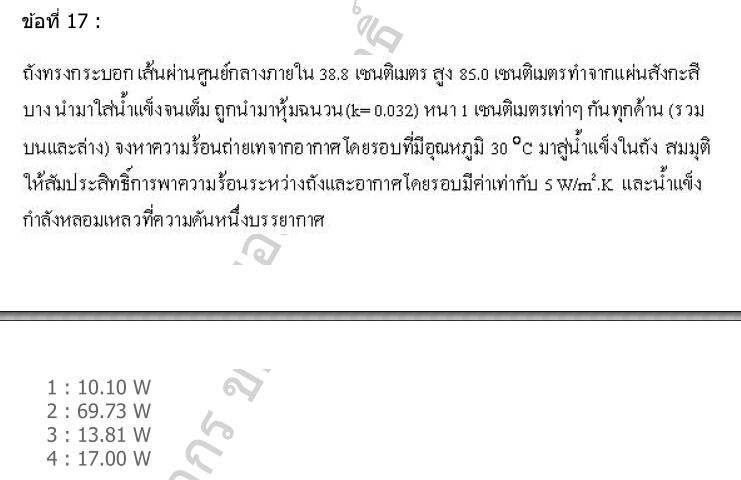 ข้อที่ 17 :
ถังทรงกระบอก เส้นผ่านศูนย์กลางภายใน 38.8 เซนติเมตร สูง 85.0 เซนติเมตรทำจากแผ่นสังกะสี
บาง นำมาใส่น้ำแข็งจนเต็ม ถูกนำมาหุ้มฉนวน (k= 0.032) หนา 1 เซนติเมตรเท่าๆ กันทุกด้าน (รวม
บนและล่าง) จงหาความร้อนถ่ายเทจากอากาศโดยรอบที่มีอุณหภูมิ 30 ⁰C มาสู่น้ำแข็งในถัง สมมุติ
ให้สัมประสิทธิ์การพาความร้อนระหว่างถังและอากาศโดยรอบมีค่าเท่ากับ 5 W/m².K และน้ำแข็ง
กำลังหลอมเหลวที่ความดันหนึ่งบรรยากาศ
1 : 10.10 W
2 : 69.73 W
3 : 13.81 W
4 : 17.00 W